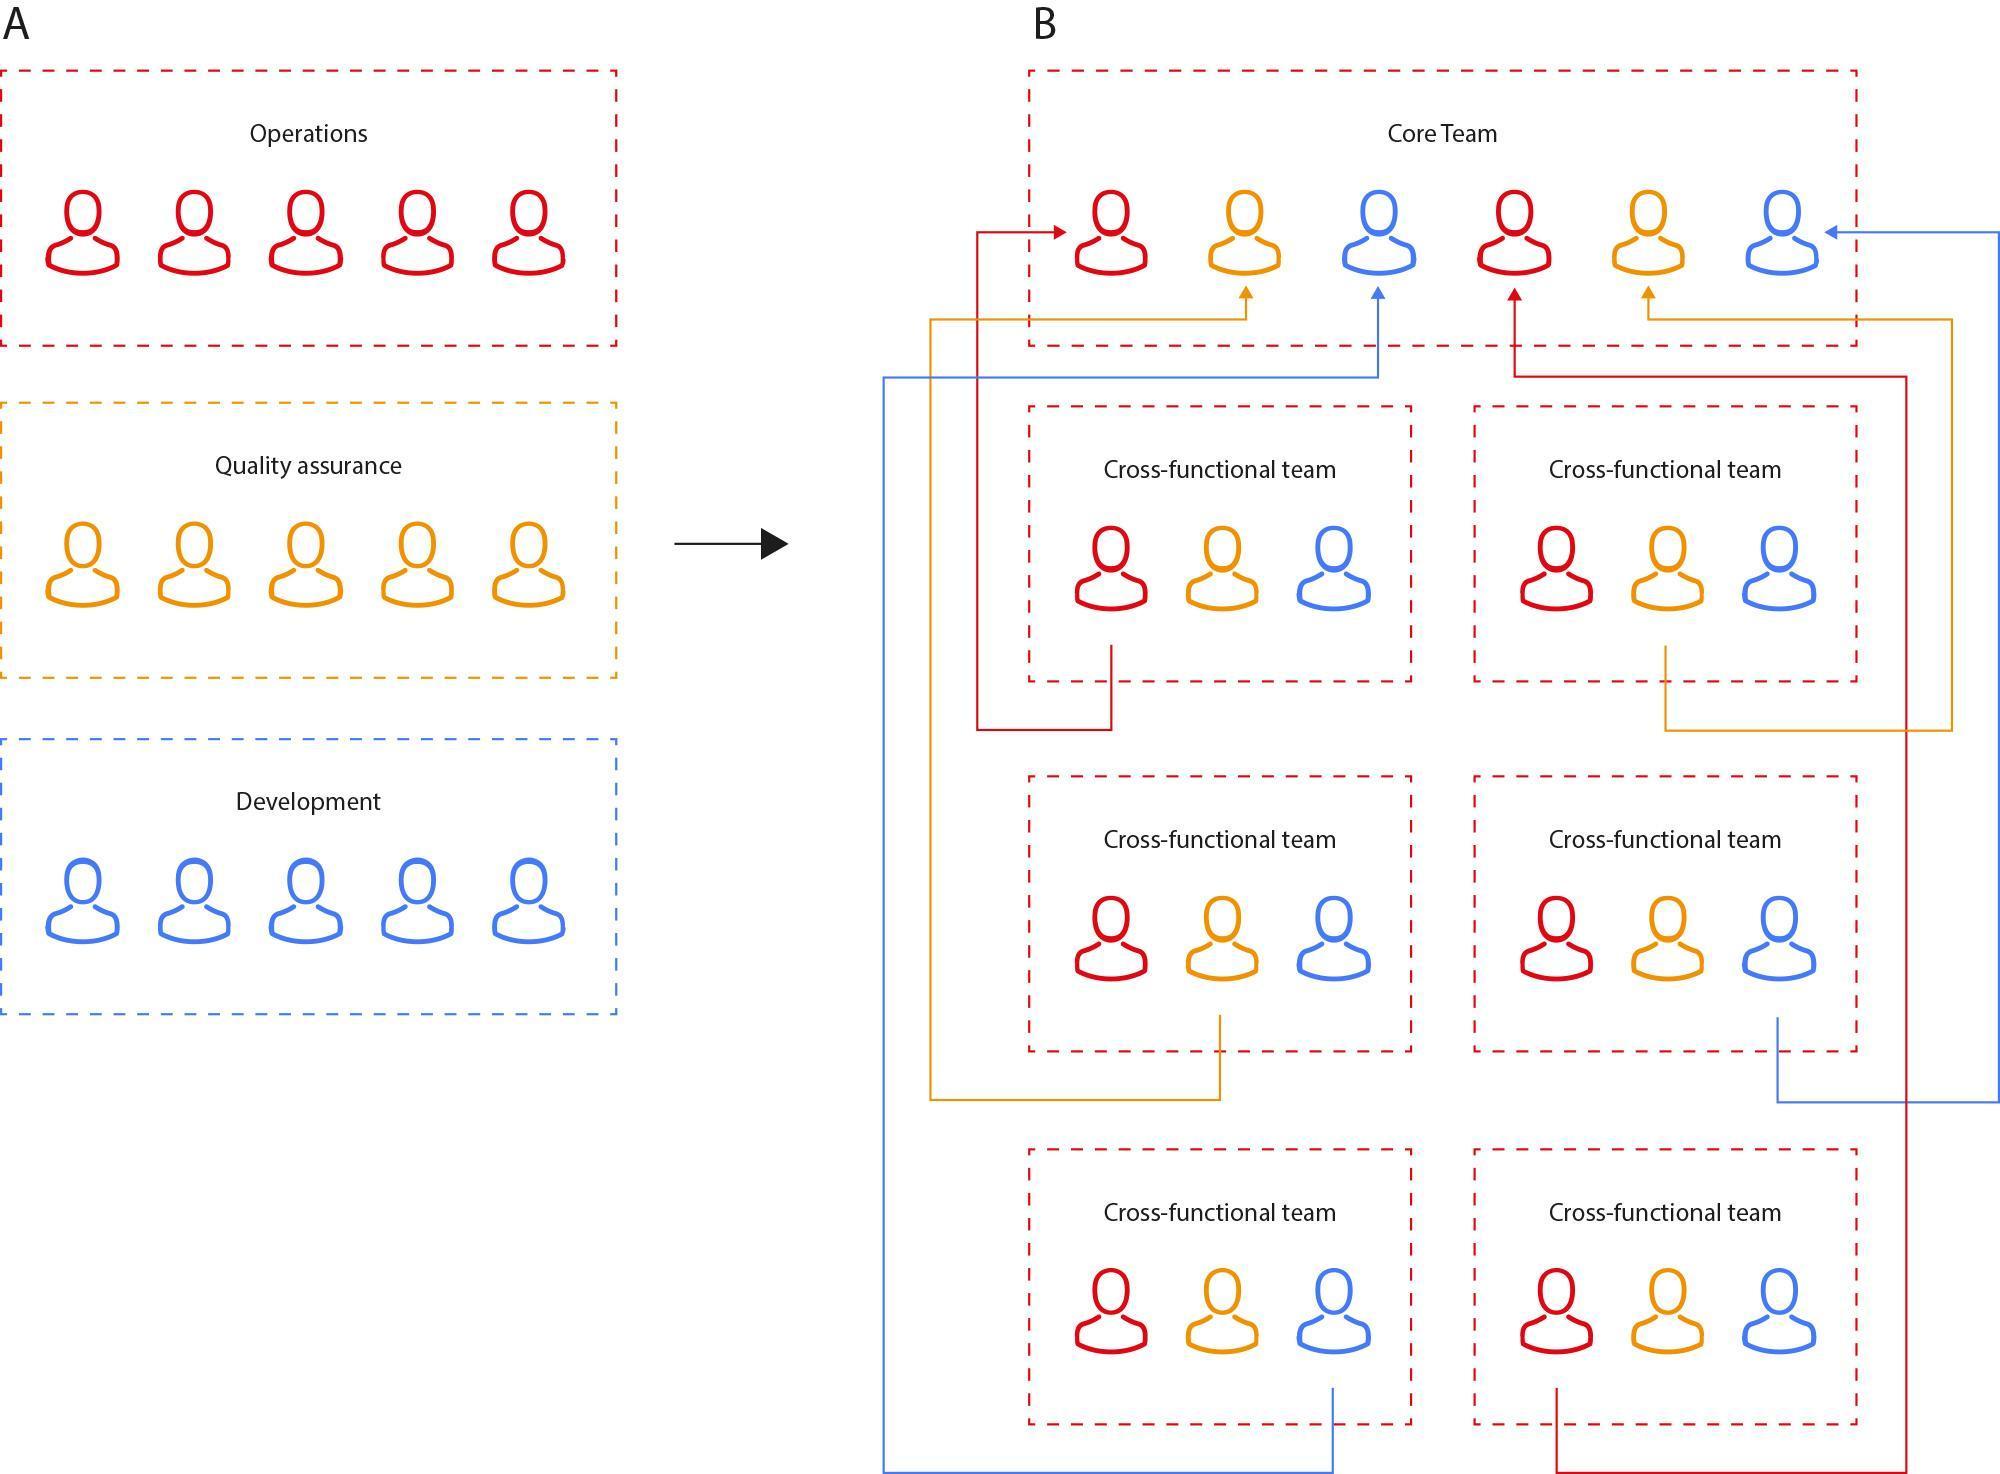 A
B
Operations
Core Team
Quality assurance
Cross-functional team
Cross-functional team
Development
Cross-functional team
Cross-functional team
Cross-functional team
Cross-functional team